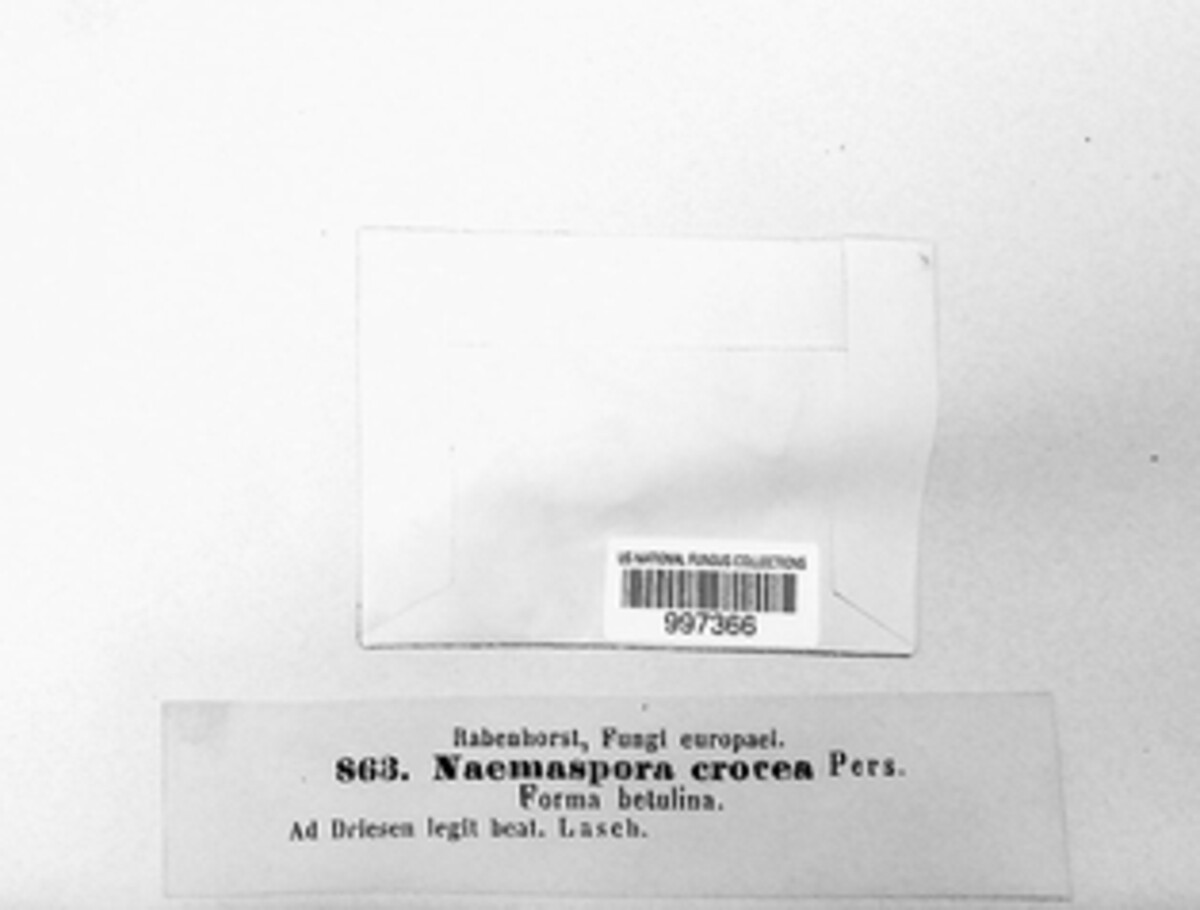 US NATIONAL FUNGUS COLLECTIONS
997366
Rabenhorst, Fungi europaei.
863. Naemaspora crocea Pers.
Forma betulina.
Ad Driesen legit beat. Lasch.